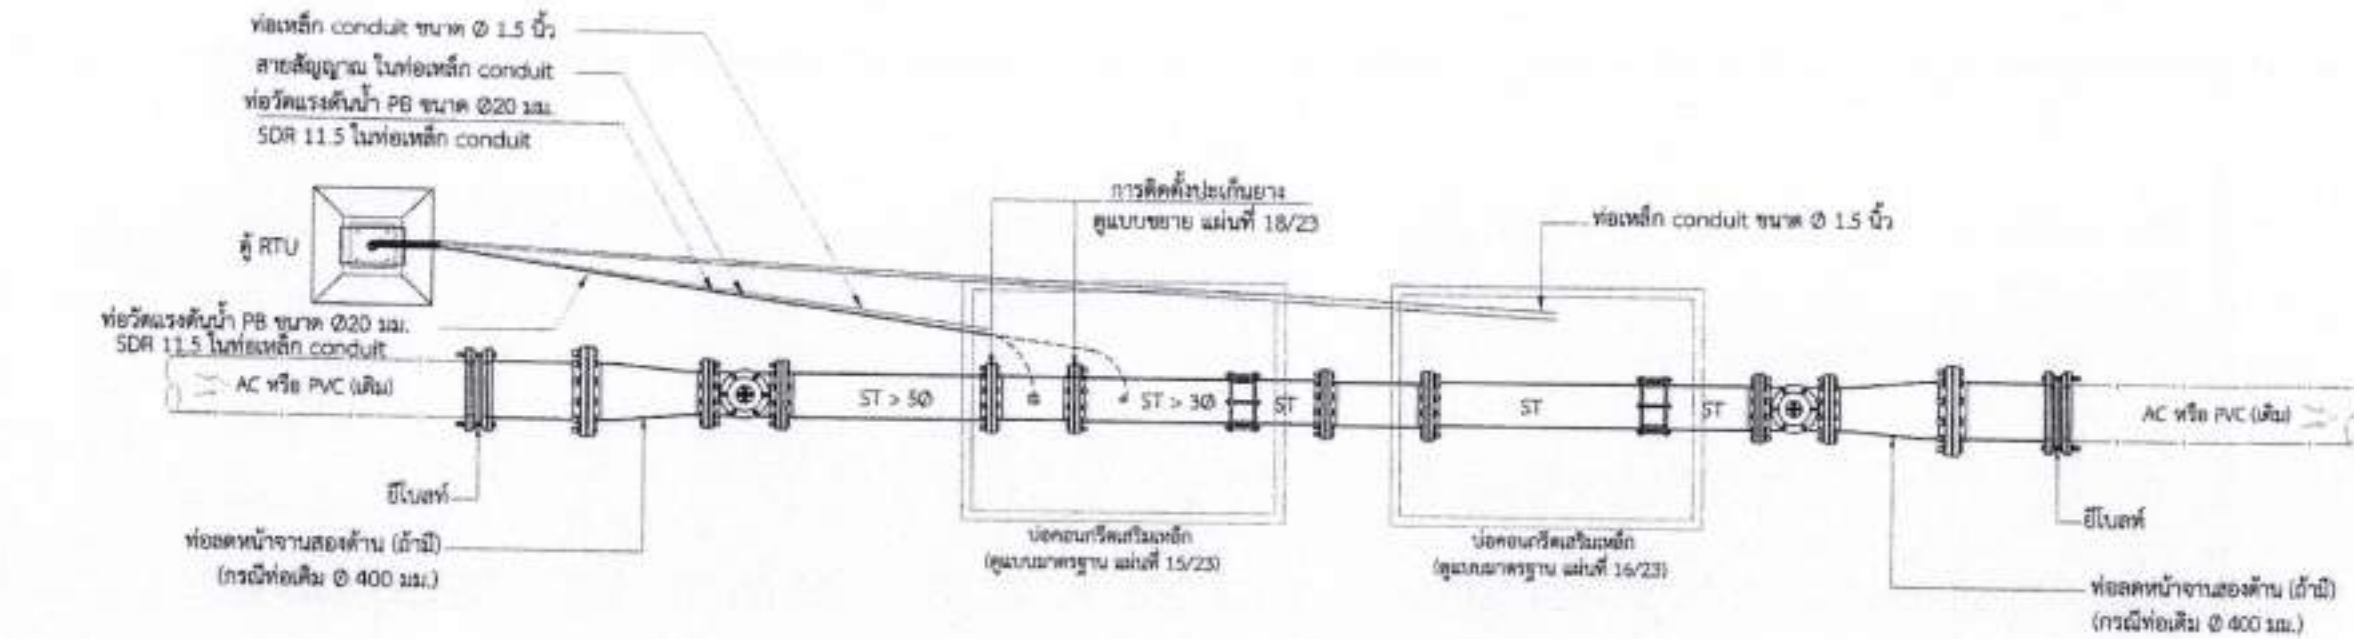 ท่อเหล็ก conduit ขนาด Ø 1.5 นิ้ว
สายสัญญาณ ในท่อเหล็ก conduit
ท่อวัดแรงดันน้ำ PB ขนาด Ø20 มม.
SDR 11.5 ในท่อเหล็ก conduit
การติดตั้งปะเก็นยาง
ดูแบบขยาย แผ่นที่ 18/23
ท่อเหล็ก conduit ขนาด Ø 1.5 นิ้ว
ตู้ RTU
ท่อวัดแรงดันน้ำ PB ขนาด Ø20 มม.
SDR 11.5 ในท่อเหล็ก conduit
AC หรือ PVC (เดิม)
ST > 5Ø
ST > 3Ø
ST
ST
ST
AC หรือ PVC (เดิม)
ยีโบลท์
ท่อลดหน้าจานสองด้าน (ถ้ามี)
(กรณีท่อเดิม Ø 400 มม.)
บ่อคอนกรีตเสริมเหล็ก
(ดูแบบมาตรฐาน แผ่นที่ 15/23)
บ่อคอนกรีตเสริมเหล็ก
(ดูแบบมาตรฐาน แผ่นที่ 16/23)
ยีโบลท์
ท่อลดหน้าจานสองด้าน (ถ้ามี)
(กรณีท่อเดิม Ø 400 มม.)